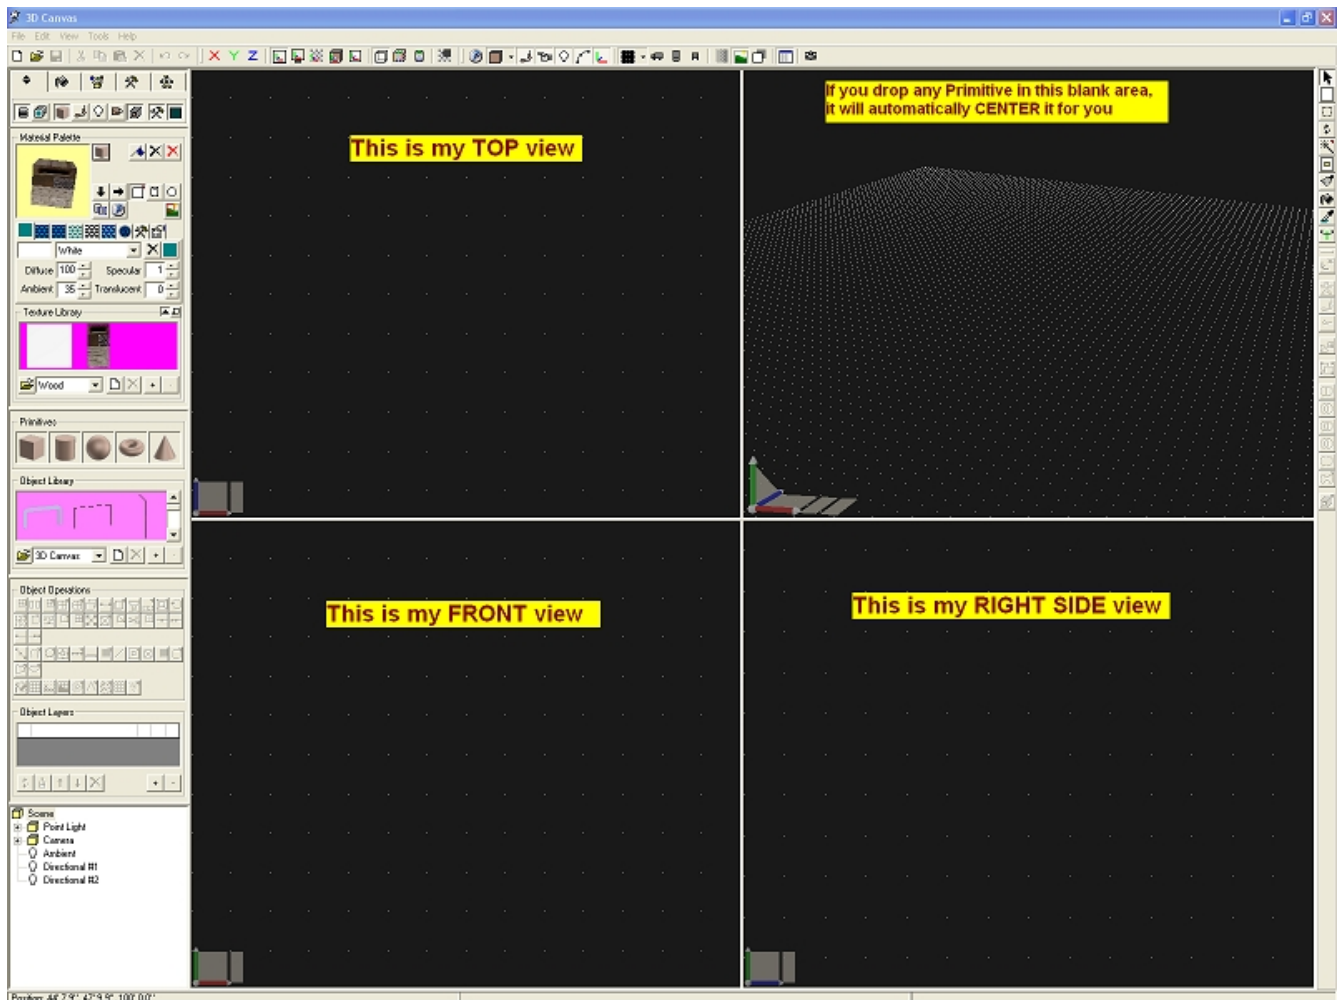 3D Canvas
File Edit View Tools Help
X Y Z
If you drop any Primitive in this blank area,
it will automatically CENTER it for you
This is my TOP view
Material Palette
White
Diffuse 100 Specular 1
Ambient 35 Translucent 0
Texture Library
Wood
Primitives
Object Library
3D Canvas
Object Operations
This is my FRONT view
This is my RIGHT SIDE view
Object Layers
Scene
Point Light
Camera
Ambient
Directional #1
Directional #2